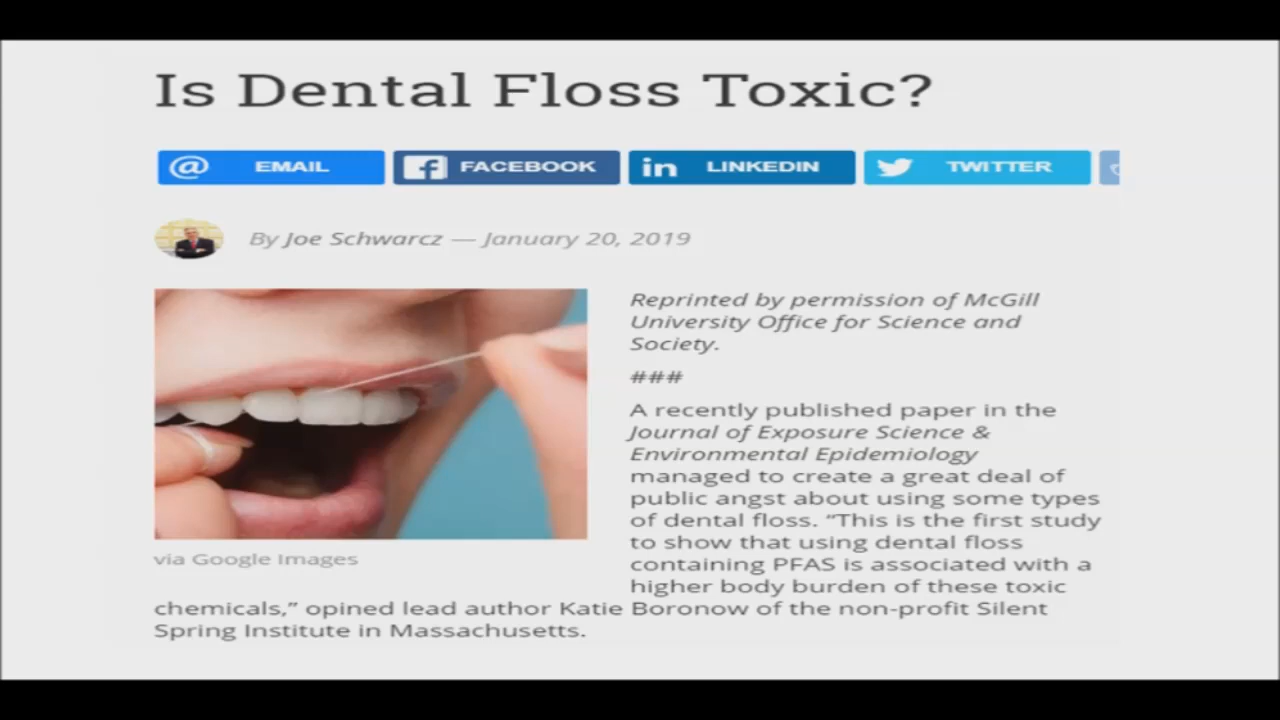 Is Dental Floss Toxic?
@ EMAIL
FACEBOOK
in LINKEDIN
TWITTER
By Joe Schwarcz — January 20, 2019
Reprinted by permission of McGill
University Office for Science and
Society.
###
A recently published paper in the
Journal of Exposure Science &
Environmental Epidemiology
managed to create a great deal of
public angst about using some types
of dental floss. “This is the first study
to show that using dental floss
containing PFAS is associated with a
higher body burden of these toxic
via Google Images
chemicals,” opined lead author Katie Boronow of the non-profit Silent
Spring Institute in Massachusetts.